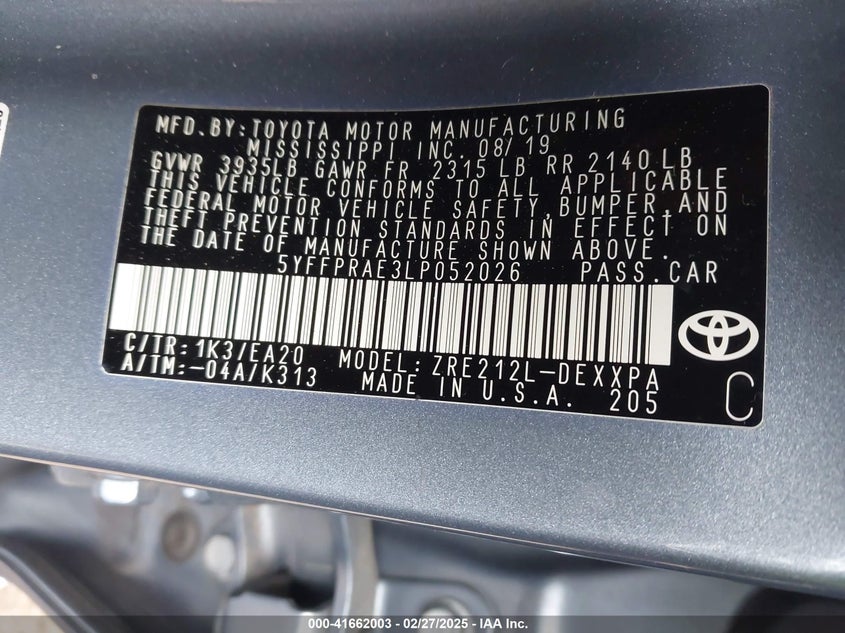 MFD.BY:TOYOTA MOTOR MANUFACTURING
MISSISSIPPI INC. 08/19
GVWR 3935LB GAWR FR 2315 LB RR 2140 LB
THIS VEHICLE CONFORMS TO ALL APPLICABLE
FEDERAL MOTOR VEHICLE SAFETY,BUMPER,AND
THEFT PREVENTION STANDARDS IN EFFECT ON
THE DATE OF MANUFACTURE SHOWN ABOVE.
5YFFPRAE3LP052026 PASS.CAR
C/TR: 1K3/EA20 MODEL: ZRE212L-DEXXPA
A/TM:-04A/K313 MADE IN U.S.A. 205
C
000-41662003 — 02/27/2025 — IAA Inc.